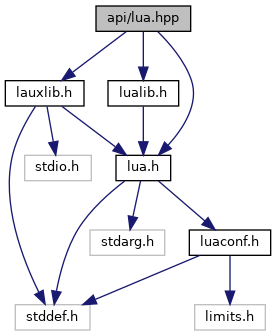 api/lua.hpp
lauxlib.h
lualib.h
stdio.h
lua.h
stdarg.h
luaconf.h
stddef.h
limits.h